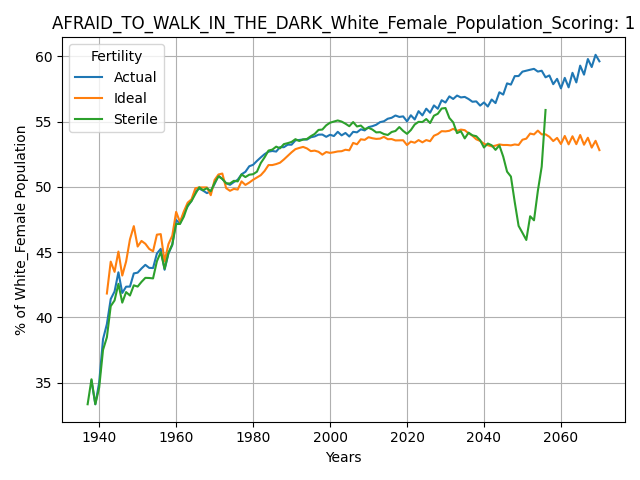 AFRAID_TO_WALK_IN_THE_DARK_White_Female_Population_Scoring: 1
Fertility
Actual
Ideal
Sterile
% of White_Female Population
60
55
50
45
40
35
1940 1960 1980 2000 2020 2040 2060
Years